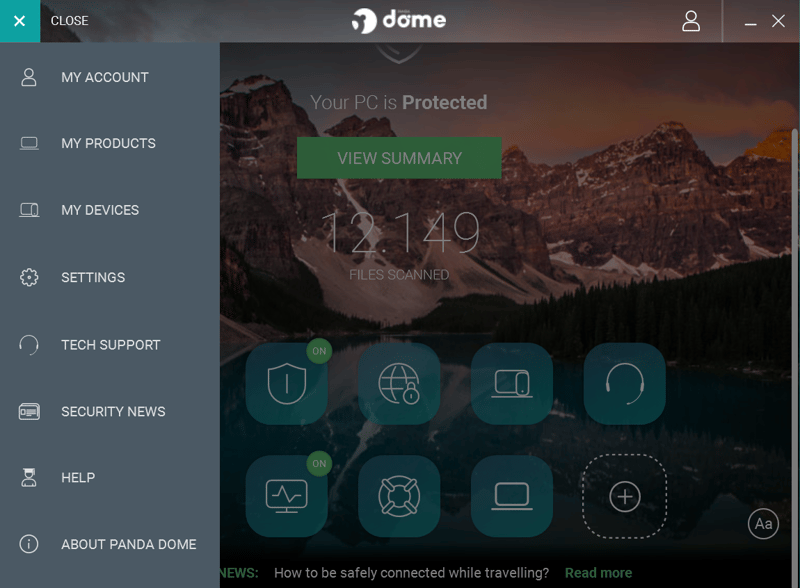 CLOSE
dome
MY ACCOUNT
MY PRODUCTS
MY DEVICES
SETTINGS
TECH SUPPORT
SECURITY NEWS
HELP
ABOUT PANDA DOME
Your PC is Protected
VIEW SUMMARY
12.149
FILES SCANNED
ON
ON
Aa
NEWS: How to be safely connected while travelling? Read more